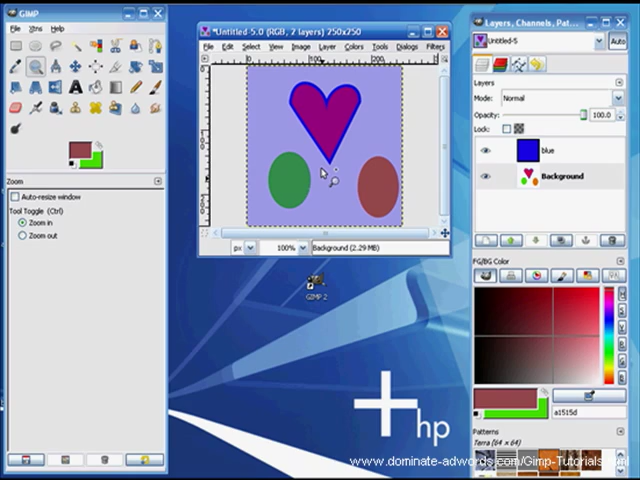 GIMP
File Xtns Help
Zoom
Auto-resize window
Tool Toggle (Ctrl)
Zoom in
Zoom out
*Untitled-5.0 (RGB, 2 layers) 250x250
File Edit Select View Image Layer Colors Tools Dialogs Filters
0 100 200
px 100% Background (2.29 MB)
GIMP 2
hp
Layers, Channels, Pat...
Untitled-5 Auto
Layers
Mode: Normal
Opacity: 100.0
Lock:
blue
Background
FG/BG Color
H
S
V
R
G
B
a1515d
Patterns
Terra (64 x 64)
www.dominate-adwords.com/Gimp-Tutorials.com